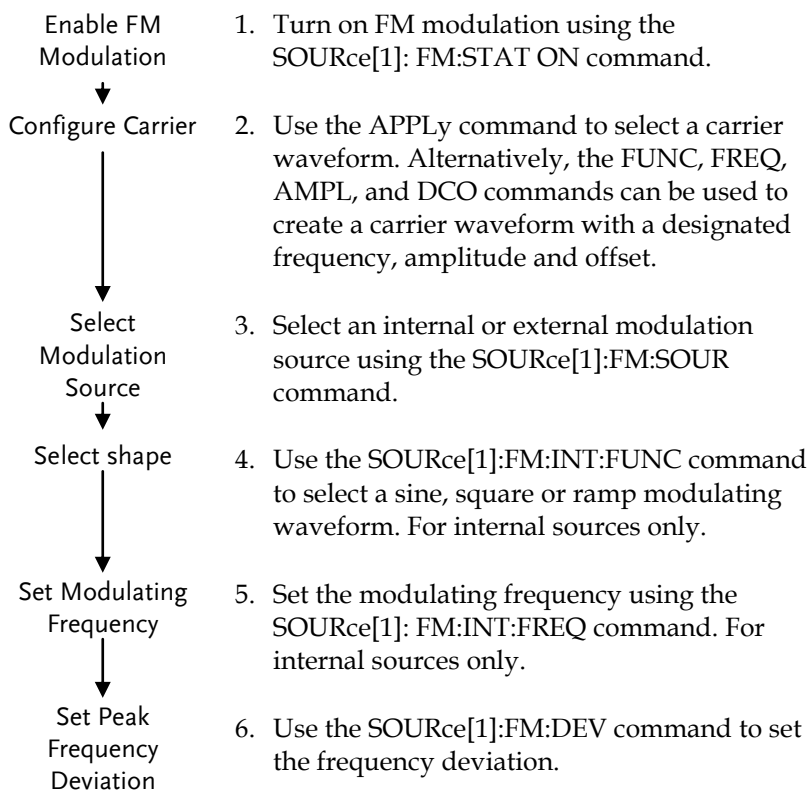 Enable FM
Modulation
1. Turn on FM modulation using the
SOURce[1]: FM:STAT ON command.
Configure Carrier
2. Use the APPLy command to select a carrier
waveform. Alternatively, the FUNC, FREQ,
AMPL, and DCO commands can be used to
create a carrier waveform with a designated
frequency, amplitude and offset.
Select
Modulation
Source
3. Select an internal or external modulation
source using the SOURce[1]:FM:SOUR
command.
Select shape
4. Use the SOURce[1]:FM:INT:FUNC command
to select a sine, square or ramp modulating
waveform. For internal sources only.
Set Modulating
Frequency
5. Set the modulating frequency using the
SOURce[1]: FM:INT:FREQ command. For
internal sources only.
Set Peak
Frequency
Deviation
6. Use the SOURce[1]:FM:DEV command to set
the frequency deviation.